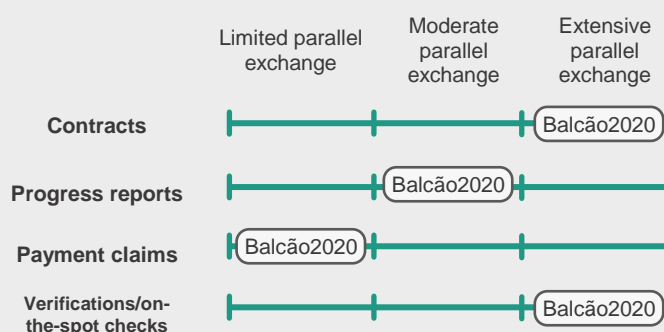 Limited parallel
exchange
Moderate
parallel
exchange
Extensive
parallel
exchange
Contracts
Balcão2020
Progress reports
Balcão2020
Payment claims
Balcão2020
Verifications/on-
the-spot checks
Balcão2020